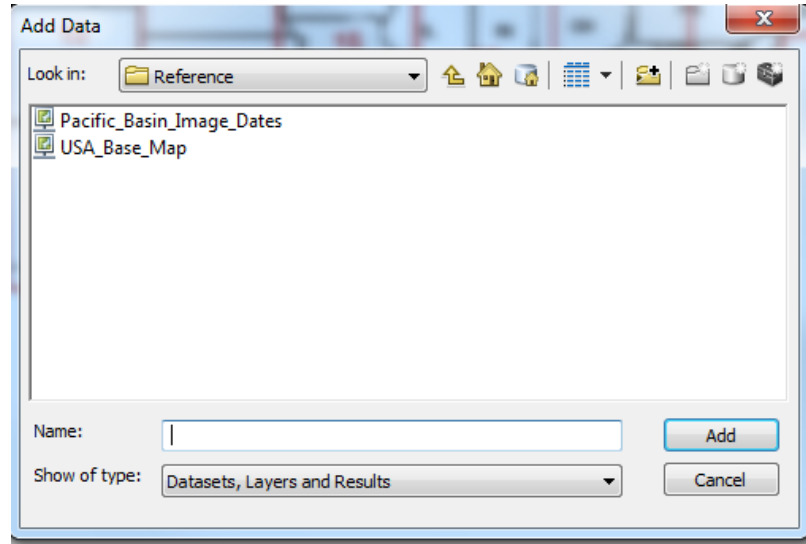 Add Data
Look in: Reference
Pacific_Basin_Image_Dates
USA_Base_Map
Name:
Add
Show of type: Datasets, Layers and Results
Cancel